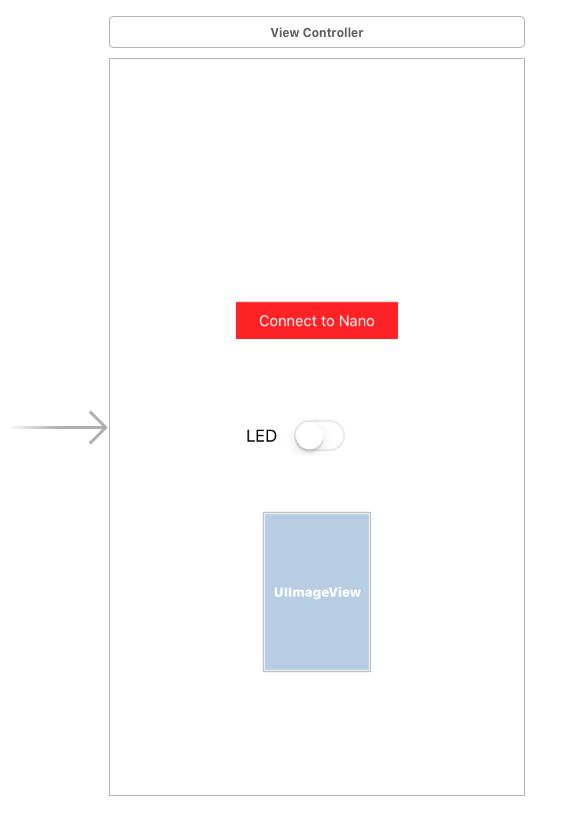 View Controller
Connect to Nano
LED
UIImageView